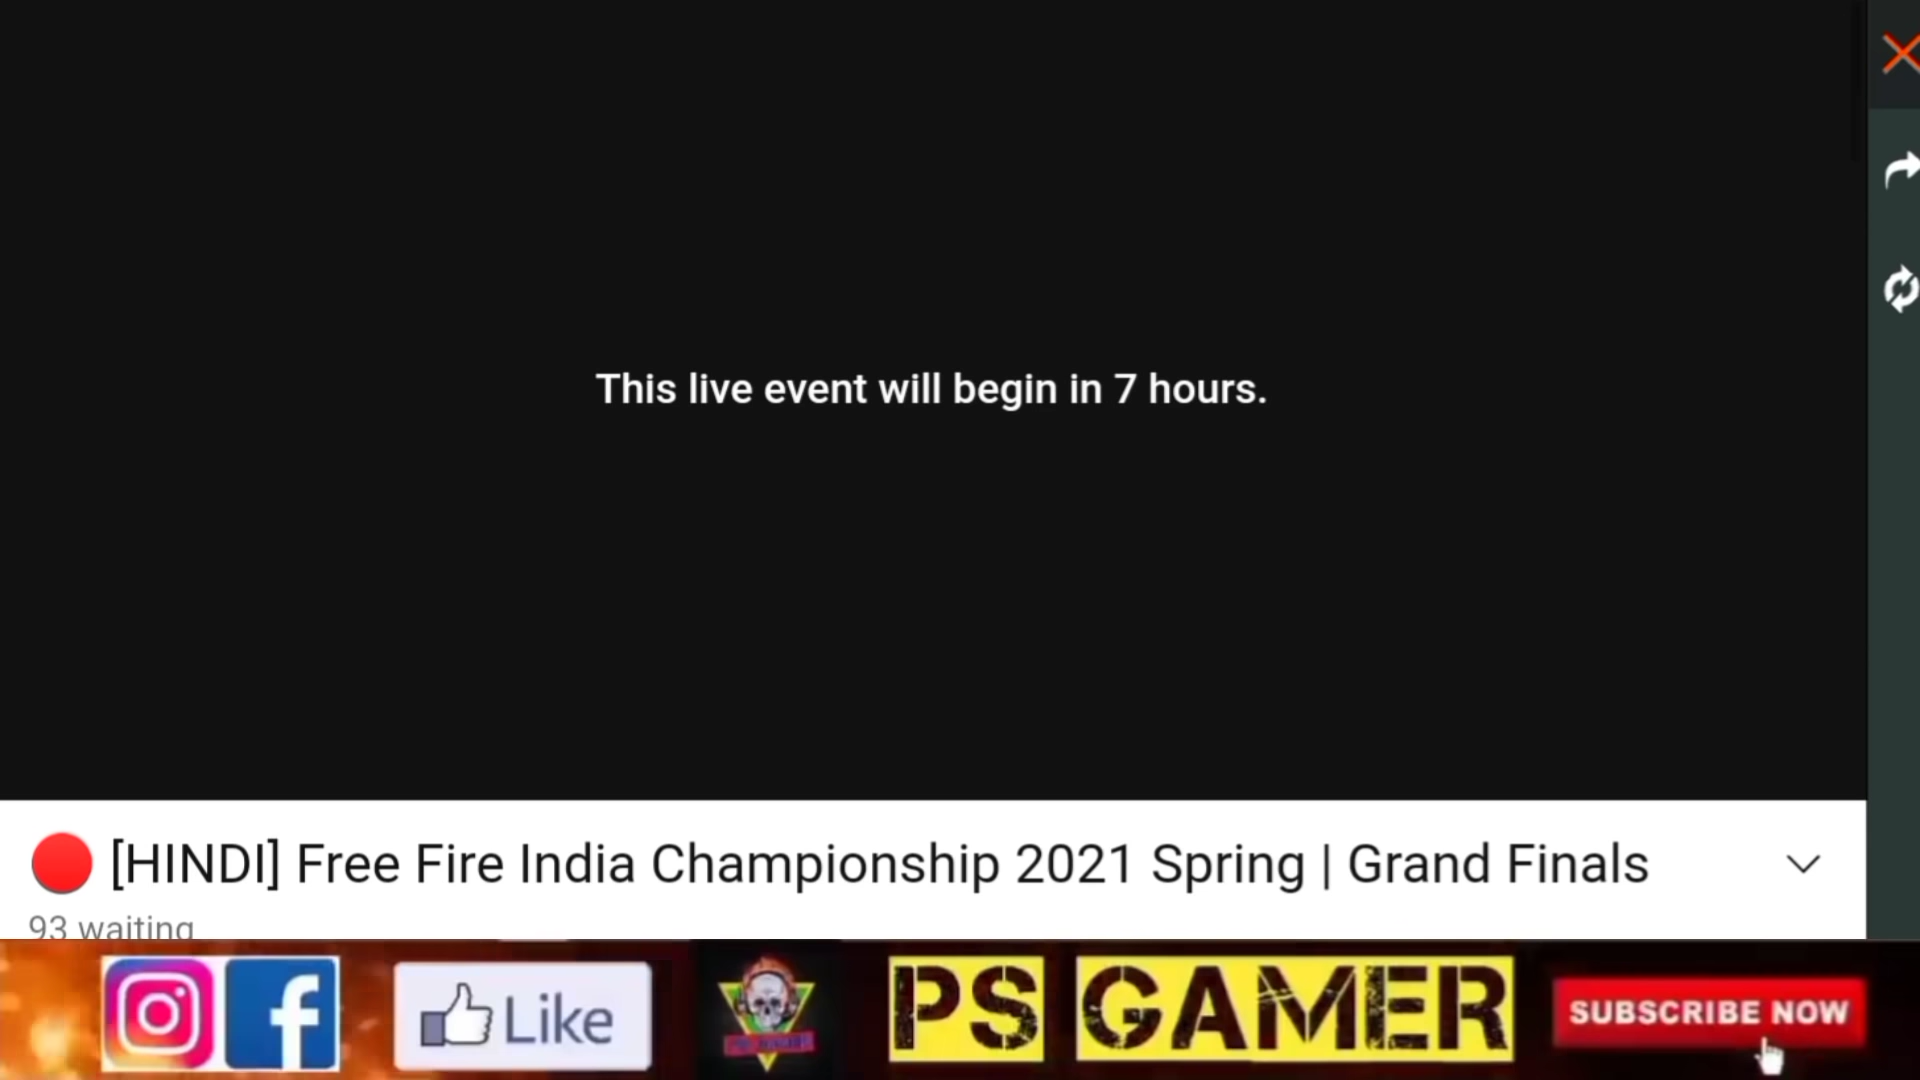 This live event will begin in 7 hours.
🔴 [HINDI] Free Fire India Championship 2021 Spring | Grand Finals
93 waiting
Like
PS GAMER
SUBSCRIBE NOW